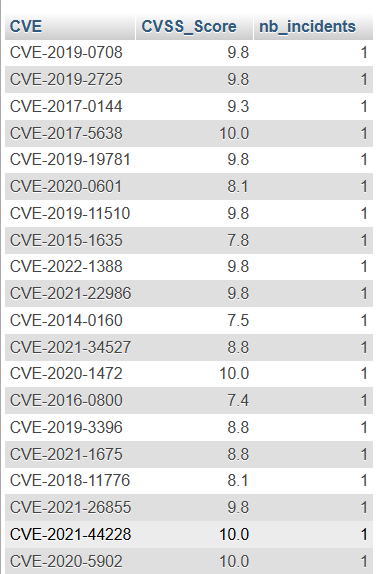 CVE CVSS_Score nb_incidents
CVE-2019-0708 9.8 1
CVE-2019-2725 9.8 1
CVE-2017-0144 9.3 1
CVE-2017-5638 10.0 1
CVE-2019-19781 9.8 1
CVE-2020-0601 8.1 1
CVE-2019-11510 9.8 1
CVE-2015-1635 7.8 1
CVE-2022-1388 9.8 1
CVE-2021-22986 9.8 1
CVE-2014-0160 7.5 1
CVE-2021-34527 8.8 1
CVE-2020-1472 10.0 1
CVE-2016-0800 7.4 1
CVE-2019-3396 8.8 1
CVE-2021-1675 8.8 1
CVE-2018-11776 8.1 1
CVE-2021-26855 9.8 1
CVE-2021-44228 10.0 1
CVE-2020-5902 10.0 1